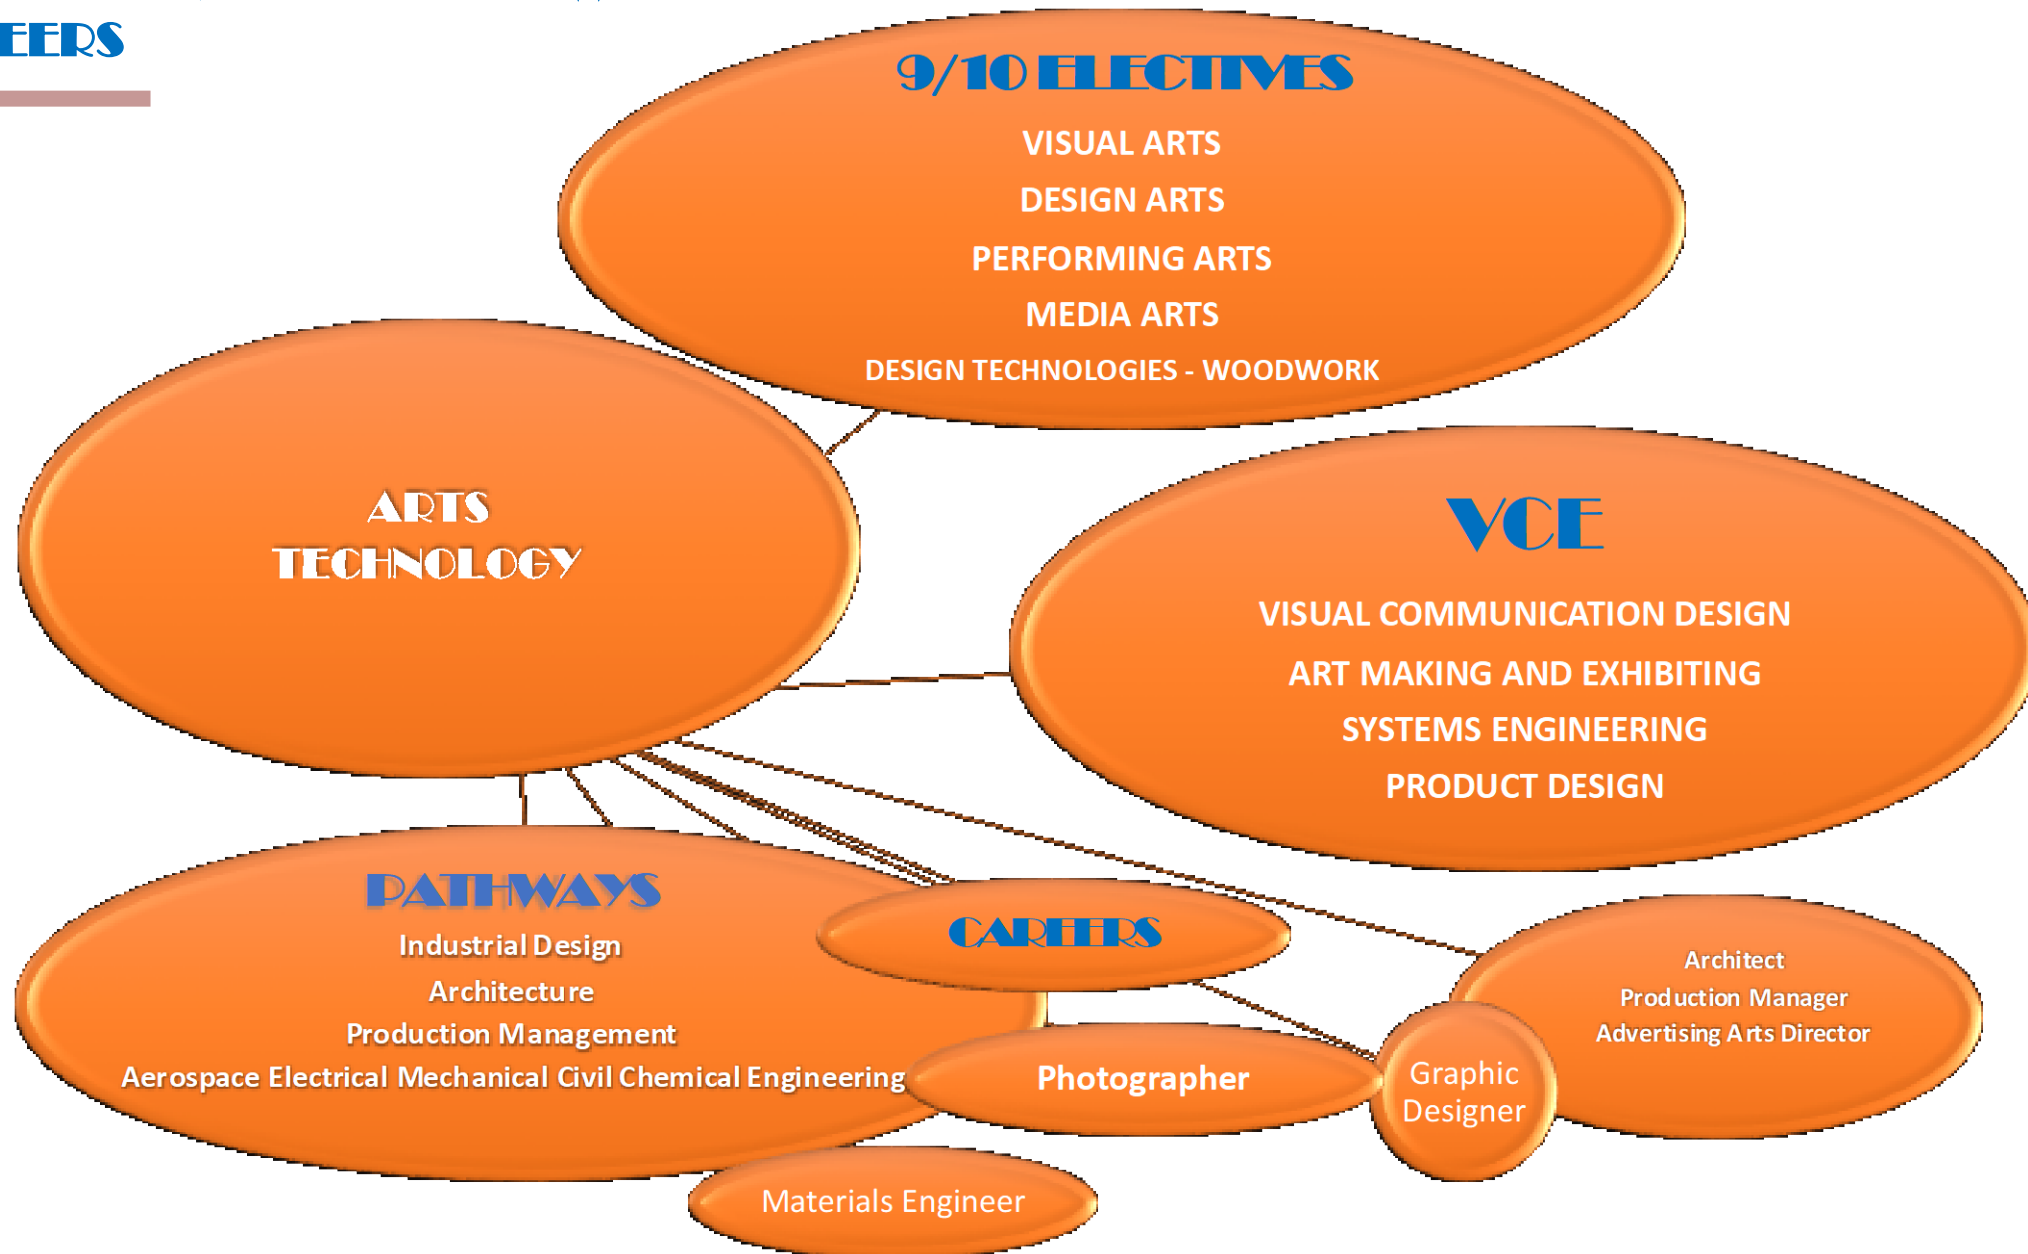 EERS
9/10 ELECTIVES
VISUAL ARTS
DESIGN ARTS
PERFORMING ARTS
MEDIA ARTS
DESIGN TECHNOLOGIES - WOODWORK
ARTS
TECHNOLOGY
VCE
VISUAL COMMUNICATION DESIGN
ART MAKING AND EXHIBITING
SYSTEMS ENGINEERING
PRODUCT DESIGN
PATHWAYS
Industrial Design
Architecture
Production Management
Aerospace Electrical Mechanical Civil Chemical Engineering
CAREERS
Architect
Production Manager
Advertising Arts Director
Photographer
Graphic
Designer
Materials Engineer